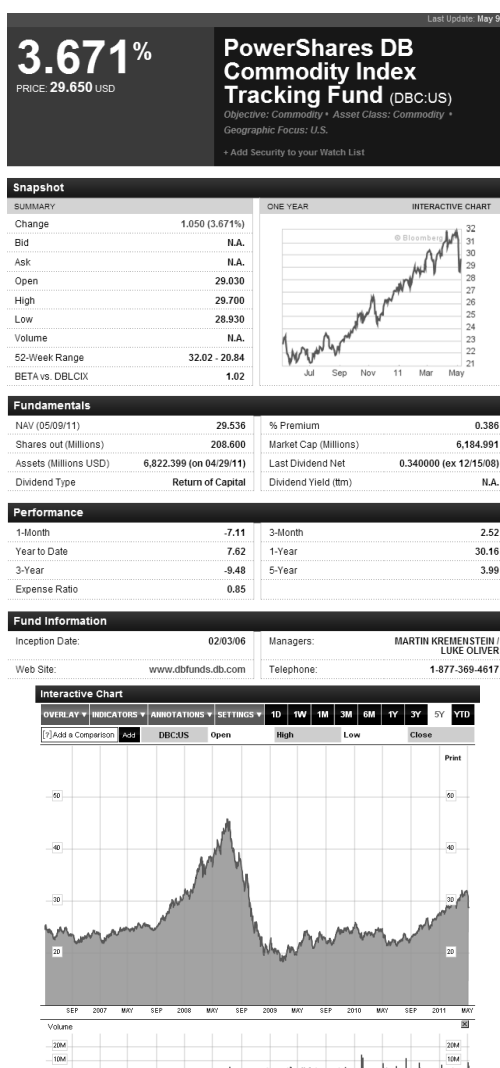 Last Update: May 9
3.671%
PRICE: 29.650 USD
PowerShares DB
Commodity Index
Tracking Fund (DBC:US)
Objective: Commodity • Asset Class: Commodity •
Geographic Focus: U.S.
+ Add Security to your Watch List
Snapshot
SUMMARY
Change 1.050 (3.671%)
Bid N.A.
Ask N.A.
Open 29.030
High 29.700
Low 28.930
Volume N.A.
52-Week Range 32.02 - 20.84
BETA vs. DBLCIX 1.02
ONE YEAR INTERACTIVE CHART
© Bloomberg
32
31
30
29
28
27
26
25
24
23
22
21
Jul Sep Nov 11 Mar May
Fundamentals
NAV (05/09/11) 29.536 % Premium 0.386
Shares out (Millions) 208.600 Market Cap (Millions) 6,184.991
Assets (Millions USD) 6,822.399 (on 04/29/11) Last Dividend Net 0.340000 (ex 12/15/08)
Dividend Type Return of Capital Dividend Yield (ttm) N.A.
Performance
1-Month -7.11 3-Month 2.52
Year to Date 7.62 1-Year 30.16
3-Year -9.48 5-Year 3.99
Expense Ratio 0.85
Fund Information
Inception Date: 02/03/06 Managers: MARTIN KREMENSTEIN /
LUKE OLIVER
Web Site: www.dbfunds.db.com Telephone: 1-877-369-4617
Interactive Chart
OVERLAY ▼ INDICATORS ▼ ANNOTATIONS ▼ SETTINGS ▼ 1D 1W 1M 3M 6M 1Y 3Y 5Y YTD
[?] Add a Comparison Add DBC:US Open High Low Close
Print
50 50
40 40
30 30
20 20
SEP 2007 MAY SEP 2008 MAY SEP 2009 MAY SEP 2010 MAY SEP 2011 MAY
Volume
20M 20M
10M 10M